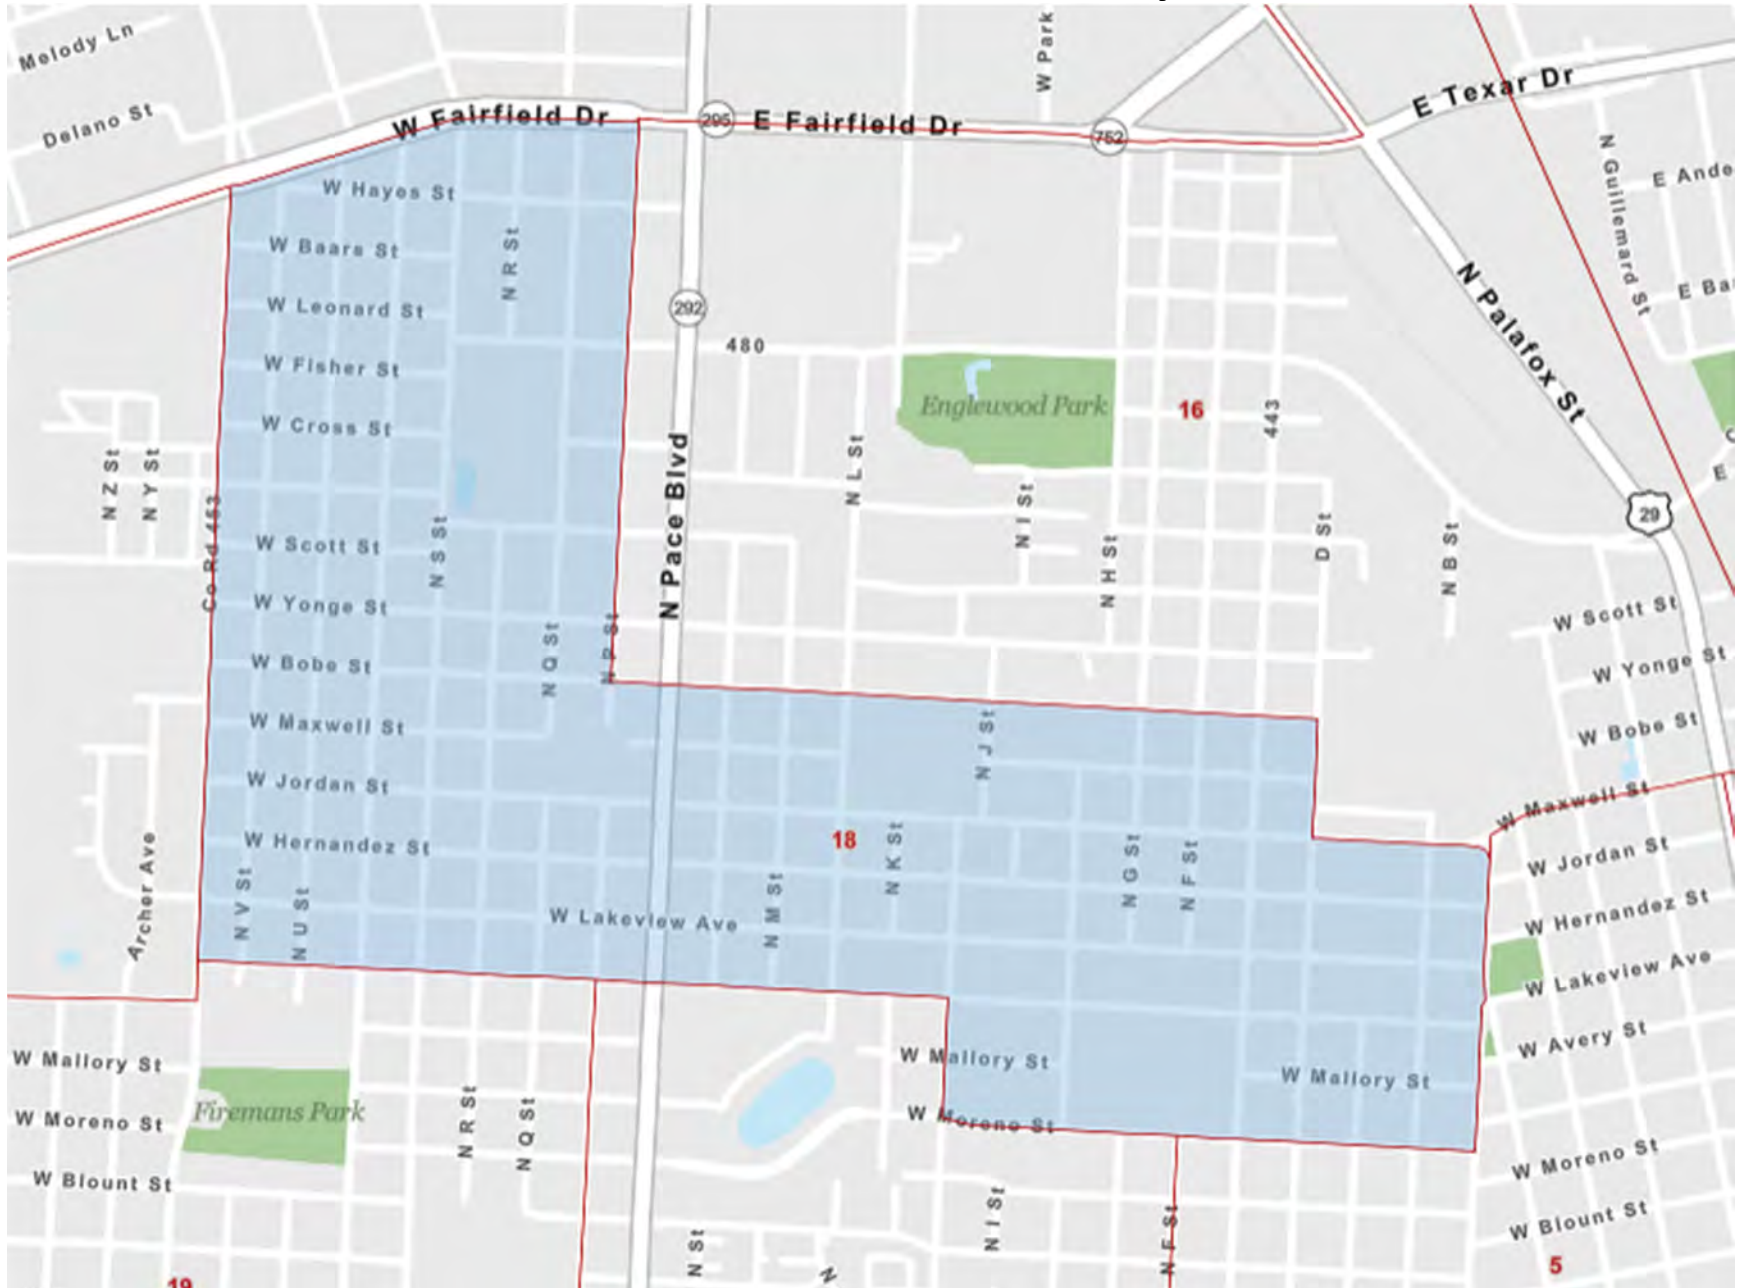 Melody Ln
Delano St
W Fairfield Dr
295
E Fairfield Dr
752
W Park
E Texar Dr
N Guillemard St
E Ande
E Ba
W Hayes St
N R St
W Baars St
W Leonard St
292
480
N Palafox St
W Fisher St
Englewood Park
16
443
W Cross St
N Z St
N Y St
Co Rd 453
N Pace Blvd
N L St
N I St
N H St
D St
N B St
29
E
W Scott St
N S St
W Yonge St
N Q St
N P St
W Scott St
W Yonge St
W Bobe St
W Bobe St
W Maxwell St
N J St
W Jordan St
W Maxwell St
W Hernandez St
18
N K St
N G St
N F St
W Jordan St
Archer Ave
N V St
N U St
W Lakeview Ave
N M St
W Hernandez St
W Lakeview Ave
W Avery St
W Mallory St
W Mallory St
W Mallory St
Firemans Park
W Moreno St
W Moreno St
N R St
N Q St
W Moreno St
W Blount St
W Blount St
N I St
N F St
N St
N
5
19